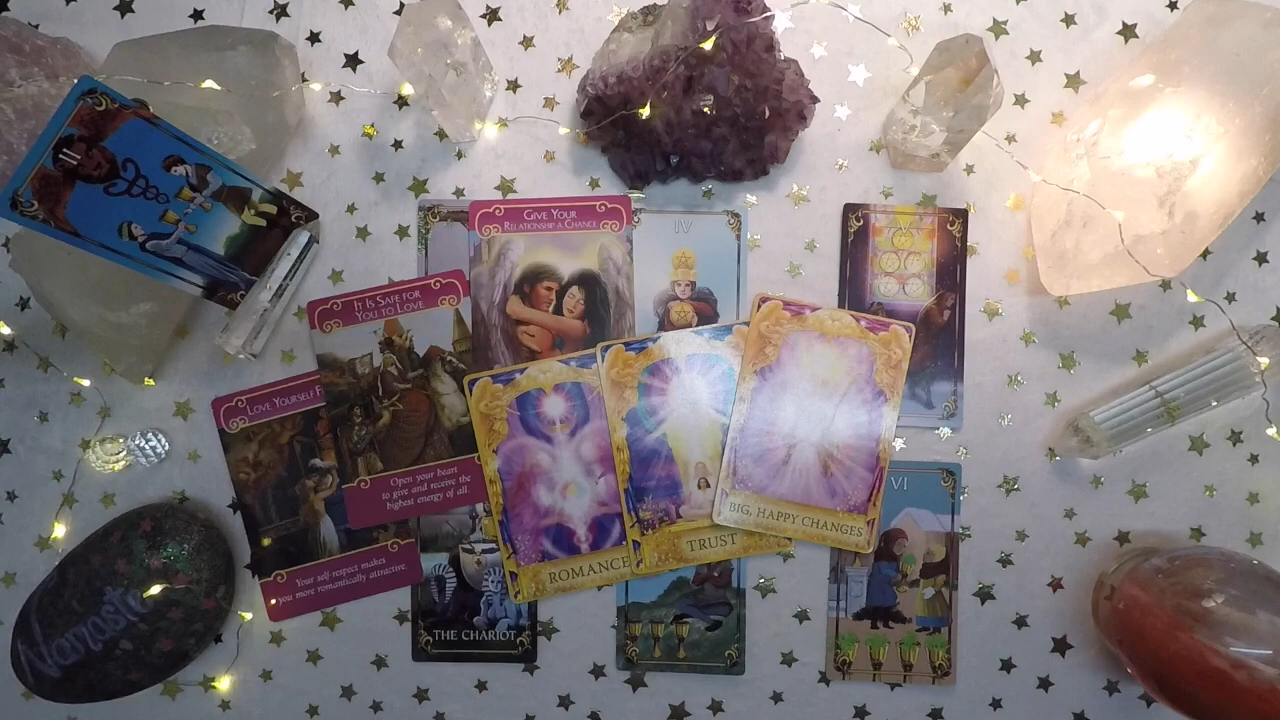 II
GIVE YOUR
RELATIONSHIP A CHANCE
IV
V
IT IS SAFE FOR
YOU TO LOVE
LOVE YOURSELF F
Open your heart
to give and receive the
highest energy of all.
VI
BIG, HAPPY CHANGES
TRUST
ROMANCE
Your self-respect makes
you more romantically attractive.
Namaste
THE CHARIOT